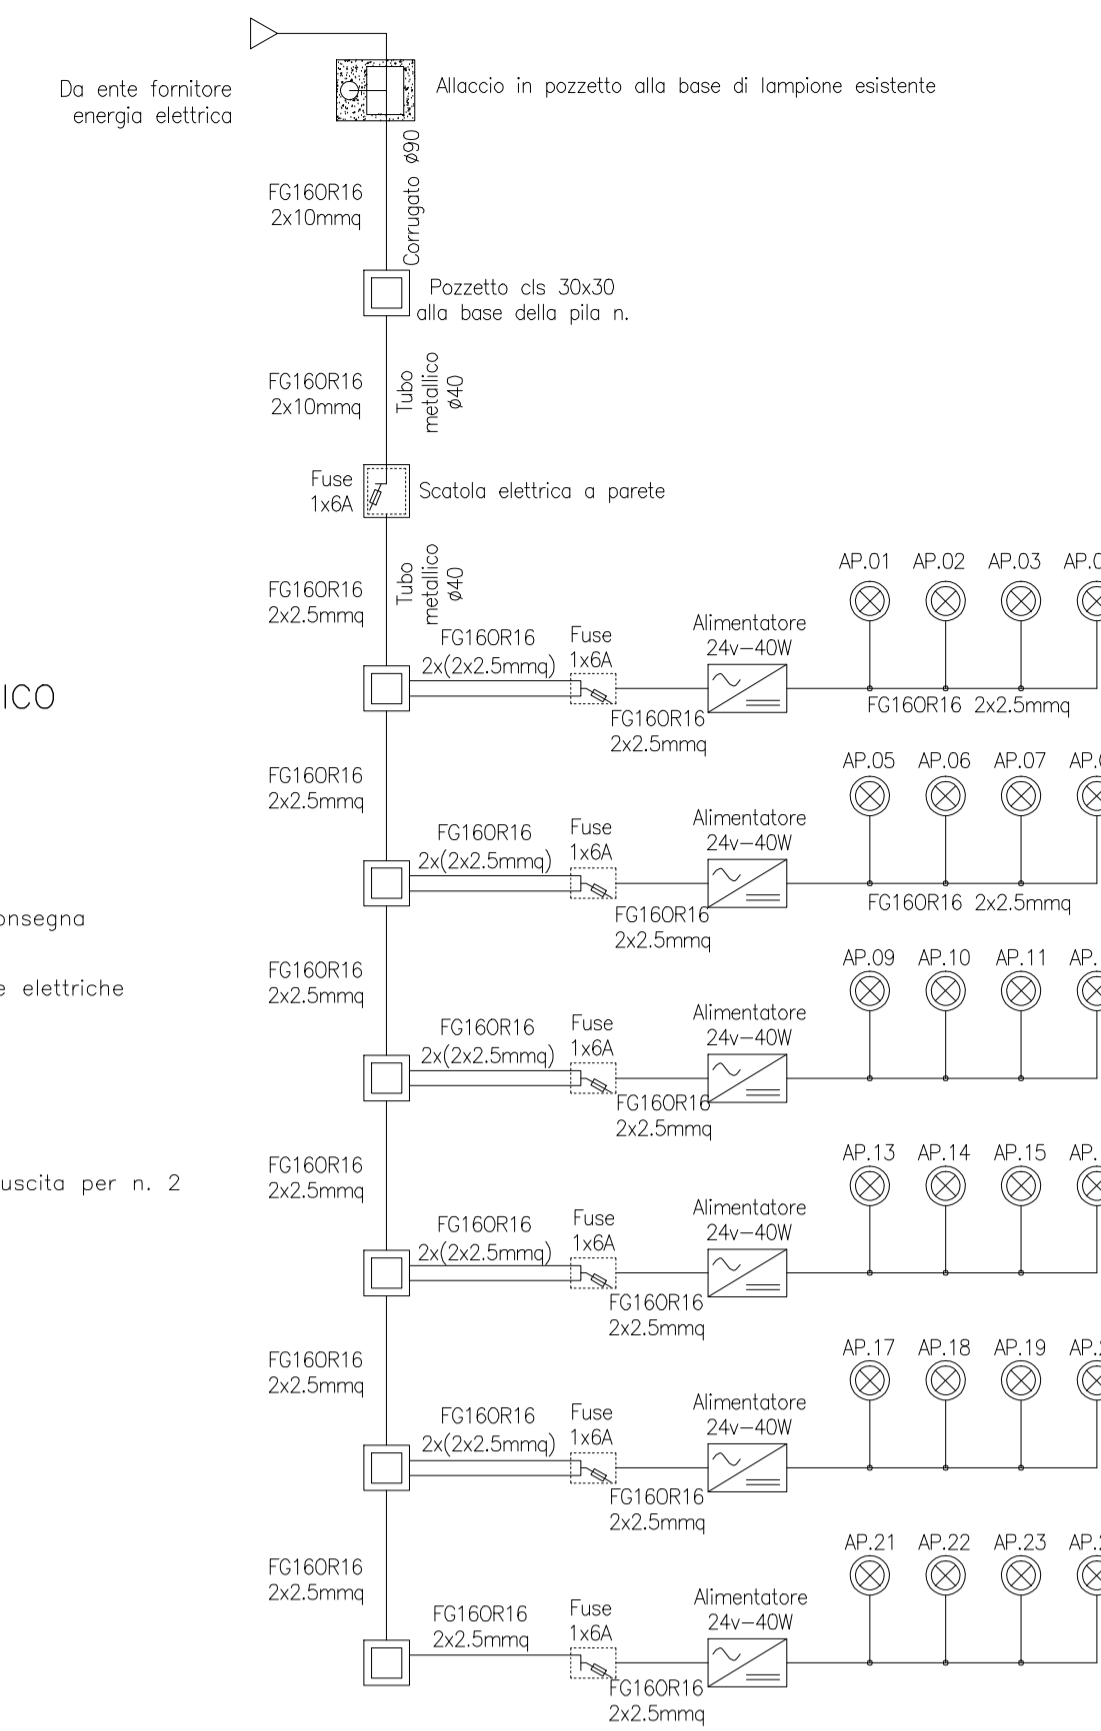 Da ente fornitore
energia elettrica
Allaccio in pozzetto alla base di lampione esistente
FG16OR16
2x10mmq
Corrugato ø90
Pozzetto cls 30x30
alla base della pila n.
FG16OR16
2x10mmq
Tubo
metallico
ø40
Fuse
1x6A
Scatola elettrica a parete
FG16OR16
2x2.5mmq
Tubo
metallico
ø40
FG16OR16
2x(2x2.5mmq)
Fuse
1x6A
FG16OR16
2x2.5mmq
Alimentatore
24v-40W
AP.01 AP.02 AP.03 AP.0
FG16OR16 2x2.5mmq
ICO
FG16OR16
2x2.5mmq
FG16OR16
2x(2x2.5mmq)
Fuse
1x6A
FG16OR16
2x2.5mmq
Alimentatore
24v-40W
AP.05 AP.06 AP.07 AP.0
FG16OR16 2x2.5mmq
onsegna
e elettriche
FG16OR16
2x2.5mmq
FG16OR16
2x(2x2.5mmq)
Fuse
1x6A
FG16OR16
2x2.5mmq
Alimentatore
24v-40W
AP.09 AP.10 AP.11 AP.
uscita per n. 2
FG16OR16
2x2.5mmq
FG16OR16
2x(2x2.5mmq)
Fuse
1x6A
FG16OR16
2x2.5mmq
Alimentatore
24v-40W
AP.13 AP.14 AP.15 AP.
FG16OR16
2x2.5mmq
FG16OR16
2x(2x2.5mmq)
Fuse
1x6A
FG16OR16
2x2.5mmq
Alimentatore
24v-40W
AP.17 AP.18 AP.19 AP.
FG16OR16
2x2.5mmq
FG16OR16
2x2.5mmq
Fuse
1x6A
FG16OR16
2x2.5mmq
Alimentatore
24v-40W
AP.21 AP.22 AP.23 AP.